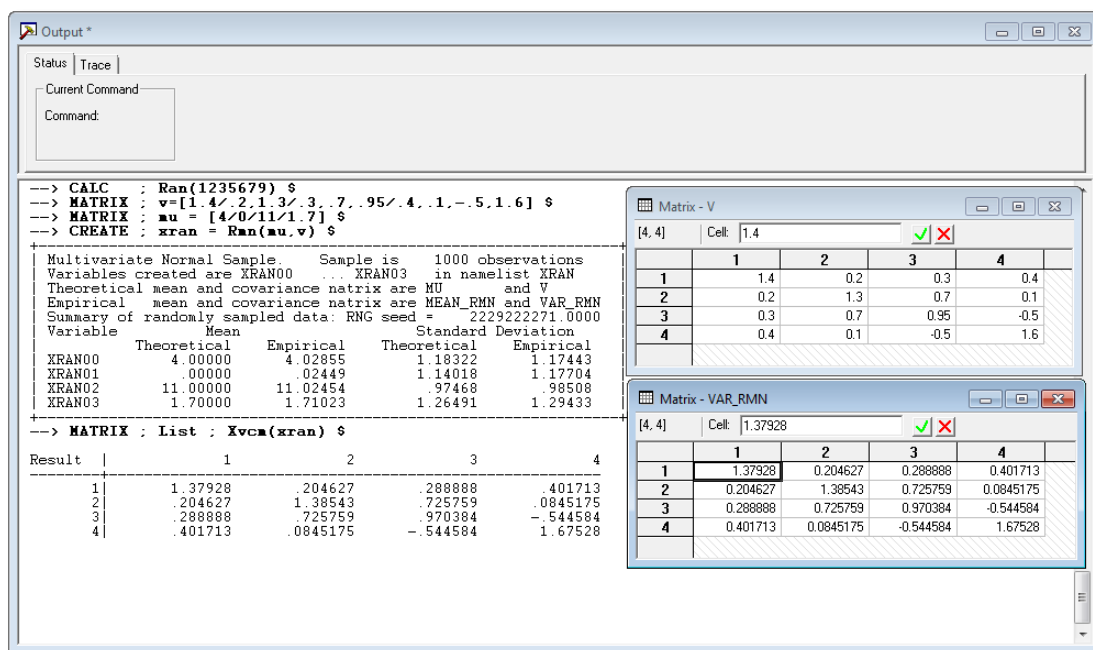 Output *
Status Trace
Current Command
Command:
--> CALC ; Ran(1235679) $
--> MATRIX ; v=[1.4/.2,1.3/.3,.7,.95/.4,.1,-.5,1.6] $
--> MATRIX ; mu = [4/0/11/1.7] $
--> CREATE ; xran = Rmn(mu,v) $
Multivariate Normal Sample. Sample is 1000 observations
Variables created are XRAN00 ... XRAN03 in namelist XRAN
Theoretical mean and covariance natrix are MU and V
Empirical mean and covariance natrix are MEAN_RMN and VAR_RMN
Summary of randomly sampled data: RNG seed = 2229222271.0000
Variable Mean Standard Deviation
Theoretical Empirical Theoretical Empirical
XRAN00 4.00000 4.02855 1.18322 1.17443
XRAN01 .00000 .02449 1.14018 1.17704
XRAN02 11.00000 11.02454 .97468 .98508
XRAN03 1.70000 1.71023 1.26491 1.29433
--> MATRIX ; List ; Xvcm(xran) $
Result | 1 2 3 4
1| 1.37928 .204627 .288888 .401713
2| .204627 1.38543 .725759 .0845175
3| .288888 .725759 .970384 -.544584
4| .401713 .0845175 -.544584 1.67528
Matrix - V
[4, 4] Cell: 1.4
1 2 3 4
1 1.4 0.2 0.3 0.4
2 0.2 1.3 0.7 0.1
3 0.3 0.7 0.95 -0.5
4 0.4 0.1 -0.5 1.6
Matrix - VAR_RMN
[4, 4] Cell: 1.37928
1 2 3 4
1 1.37928 0.204627 0.288888 0.401713
2 0.204627 1.38543 0.725759 0.0845175
3 0.288888 0.725759 0.970384 -0.544584
4 0.401713 0.0845175 -0.544584 1.67528